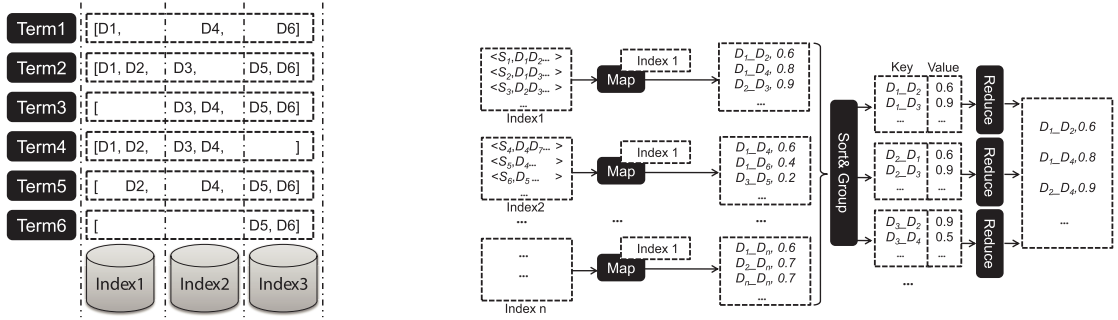 Term1 [D1, D4, D6]
Term2 [D1, D2, D3, D5, D6]
Term3 [ D3, D4, D5, D6]
Term4 [D1, D2, D3, D4, ]
Term5 [ D2, D4, D5, D6]
Term6 [ D5, D6]
Index1 Index2 Index3
<S1,D1D2... >
<S2,D1D3... >
<S3,D2D3... >
...
Index1
Map
Index 1
D1_D2, 0.6
D1_D4, 0.8
D2_D3, 0.9
...
<S4,D4D7... >
<S5,D4... >
<S6,D5 ... >
...
Index2
Map
Index 1
D1_D4, 0.6
D1_D6, 0.4
D3_D5, 0.2
...
...
...
...
...
...
Index n
Map
Index 1
D1_Dn, 0.6
D2_Dn, 0.7
Dn_Dn, 0.7
...
Sort& Group
Key Value
D1_D2 0.6
D1_D3 0.9
... ...
Reduce
D2_D1 0.6
D2_D3 0.9
... ...
Reduce
D3_D2 0.9
D3_D4 0.5
... ...
Reduce
...
D1_D2,0.6
D1_D4,0.8
D2_D4,0.9
...